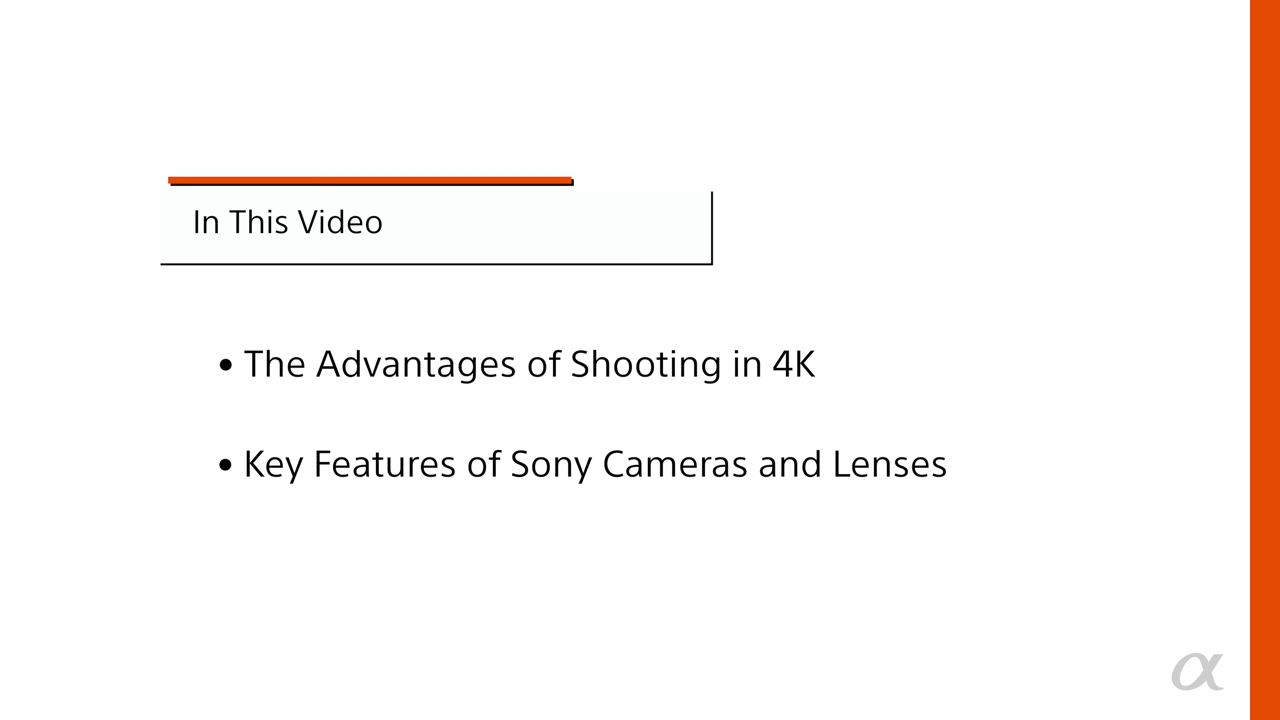 In This Video
• The Advantages of Shooting in 4K
• Key Features of Sony Cameras and Lenses
α